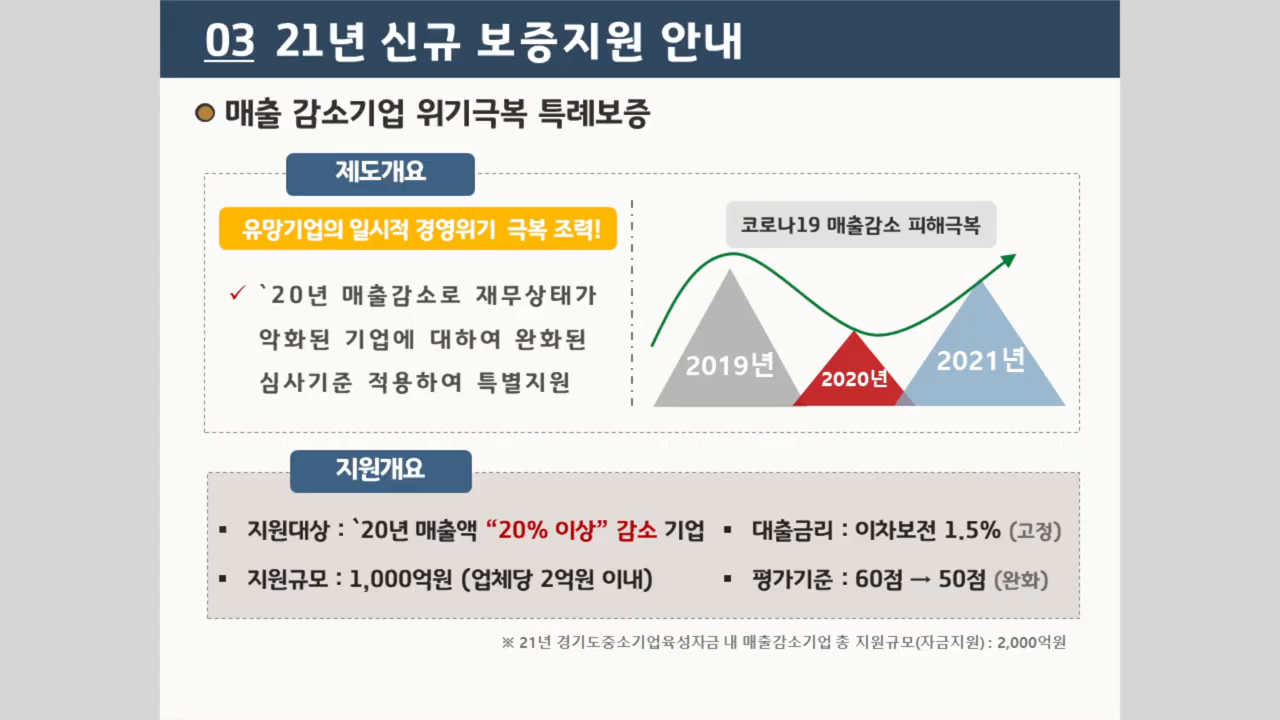 03 21년 신규 보증지원 안내
매출 감소기업 위기극복 특례보증
제도개요
유망기업의 일시적 경영위기 극복 조력!
✓ `20년 매출감소로 재무상태가
악화된 기업에 대하여 완화된
심사기준 적용하여 특별지원
코로나19 매출감소 피해극복
2019년
2020년
2021년
지원개요
▪ 지원대상 : `20년 매출액 “20% 이상” 감소 기업
▪ 지원규모 : 1,000억원 (업체당 2억원 이내)
▪ 대출금리 : 이차보전 1.5% (고정)
▪ 평가기준 : 60점 → 50점 (완화)
※ 21년 경기도중소기업육성자금 내 매출감소기업 총 지원규모(자금지원) : 2,000억원